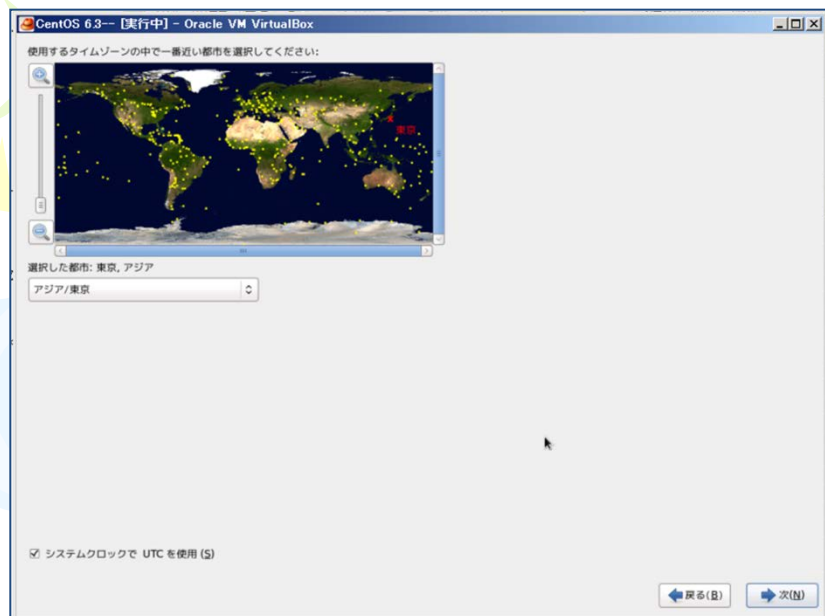 CentOS 6.3-- [実行中] - Oracle VM VirtualBox
使用するタイムゾーンの中で一番近い都市を選択してください:
東京
選択した都市: 東京, アジア
アジア/東京
システムクロックで UTC を使用 (S)
戻る(B)
次(N)